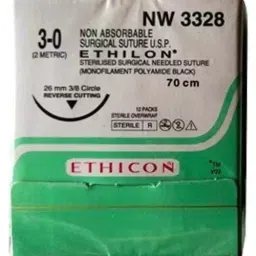 NW 3328
3-0
(2 METRIC)
NON ABSORBABLE
SURGICAL SUTURE U.S.P.
ETHILON*
STERILISED SURGICAL NEEDLED SUTURE
(MONOFILAMENT POLYAMIDE BLACK)
26 mm 3/8 Circle
REVERSE CUTTING
70 cm
12 PACKS
STERILE OVERWRAP
STERILE R
ETHICON